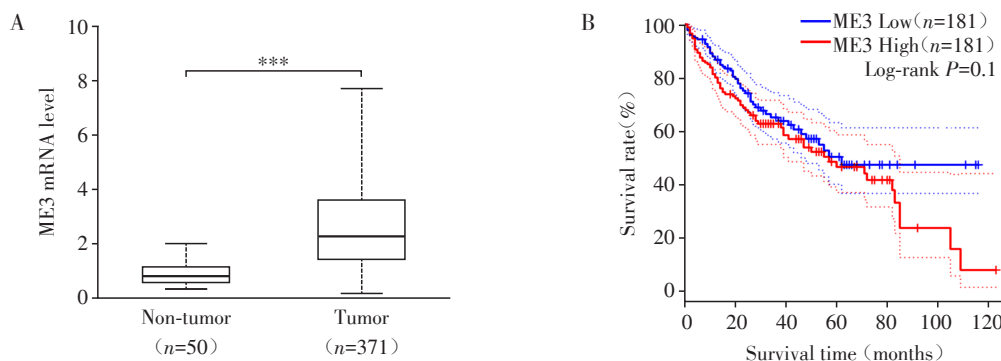 A
ME3 mRNA level
10
8
6
4
2
0
***
Non-tumor
(n=50)
Tumor
(n=371)
B
Survival rate(%)
100
80
60
40
20
0
ME3 Low(n=181)
ME3 High(n=181)
Log-rank P=0.1
0 20 40 60 80 100 120
Survival time (months)